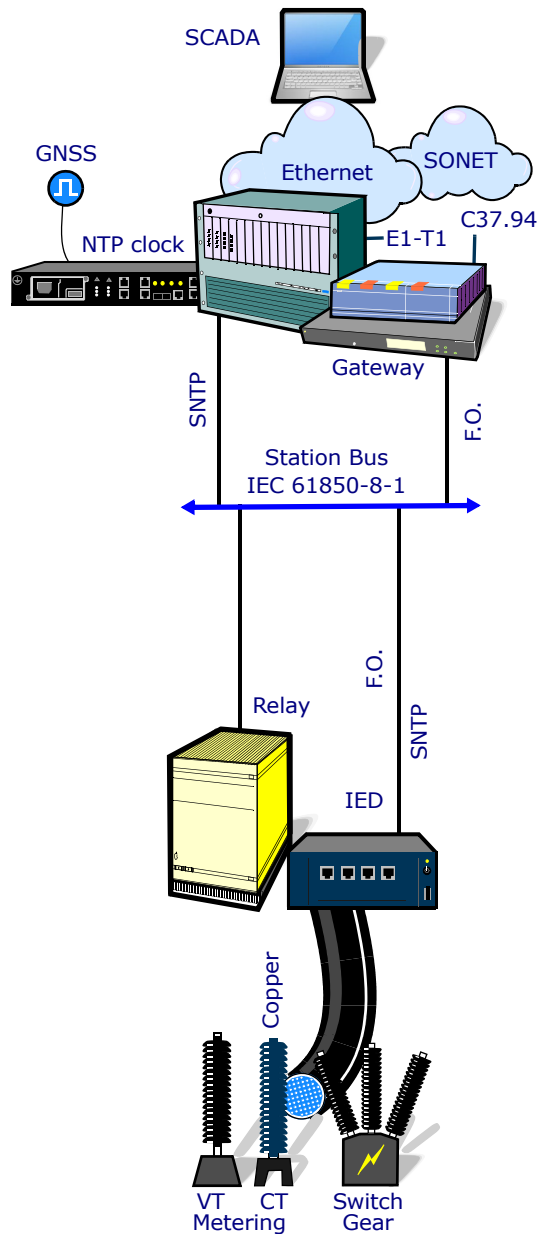 SCADA
GNSS
Ethernet
SONET
C37.94
NTP clock
E1-T1
Gateway
SNTP
F.O.
Station Bus
IEC 61850-8-1
F.O.
Relay
SNTP
IED
Copper
VT CT
Metering
Switch
Gear